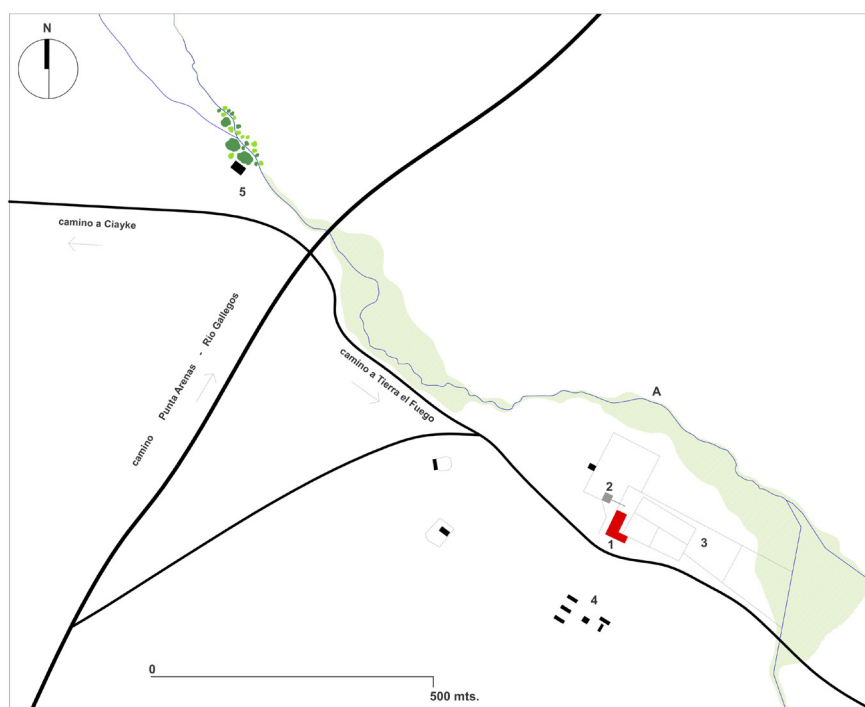 N
5
camino a Ciayke
camino Punta Arenas - Río Gallegos
camino a Tierra el Fuego
A
2
1
3
4
0
500 mts.